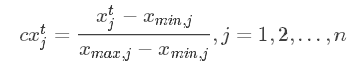 $cx_j^t = \frac{x_j^t - x_{min,j}}{x_{max,j} - x_{min,j}}, j = 1, 2, \ldots, n$